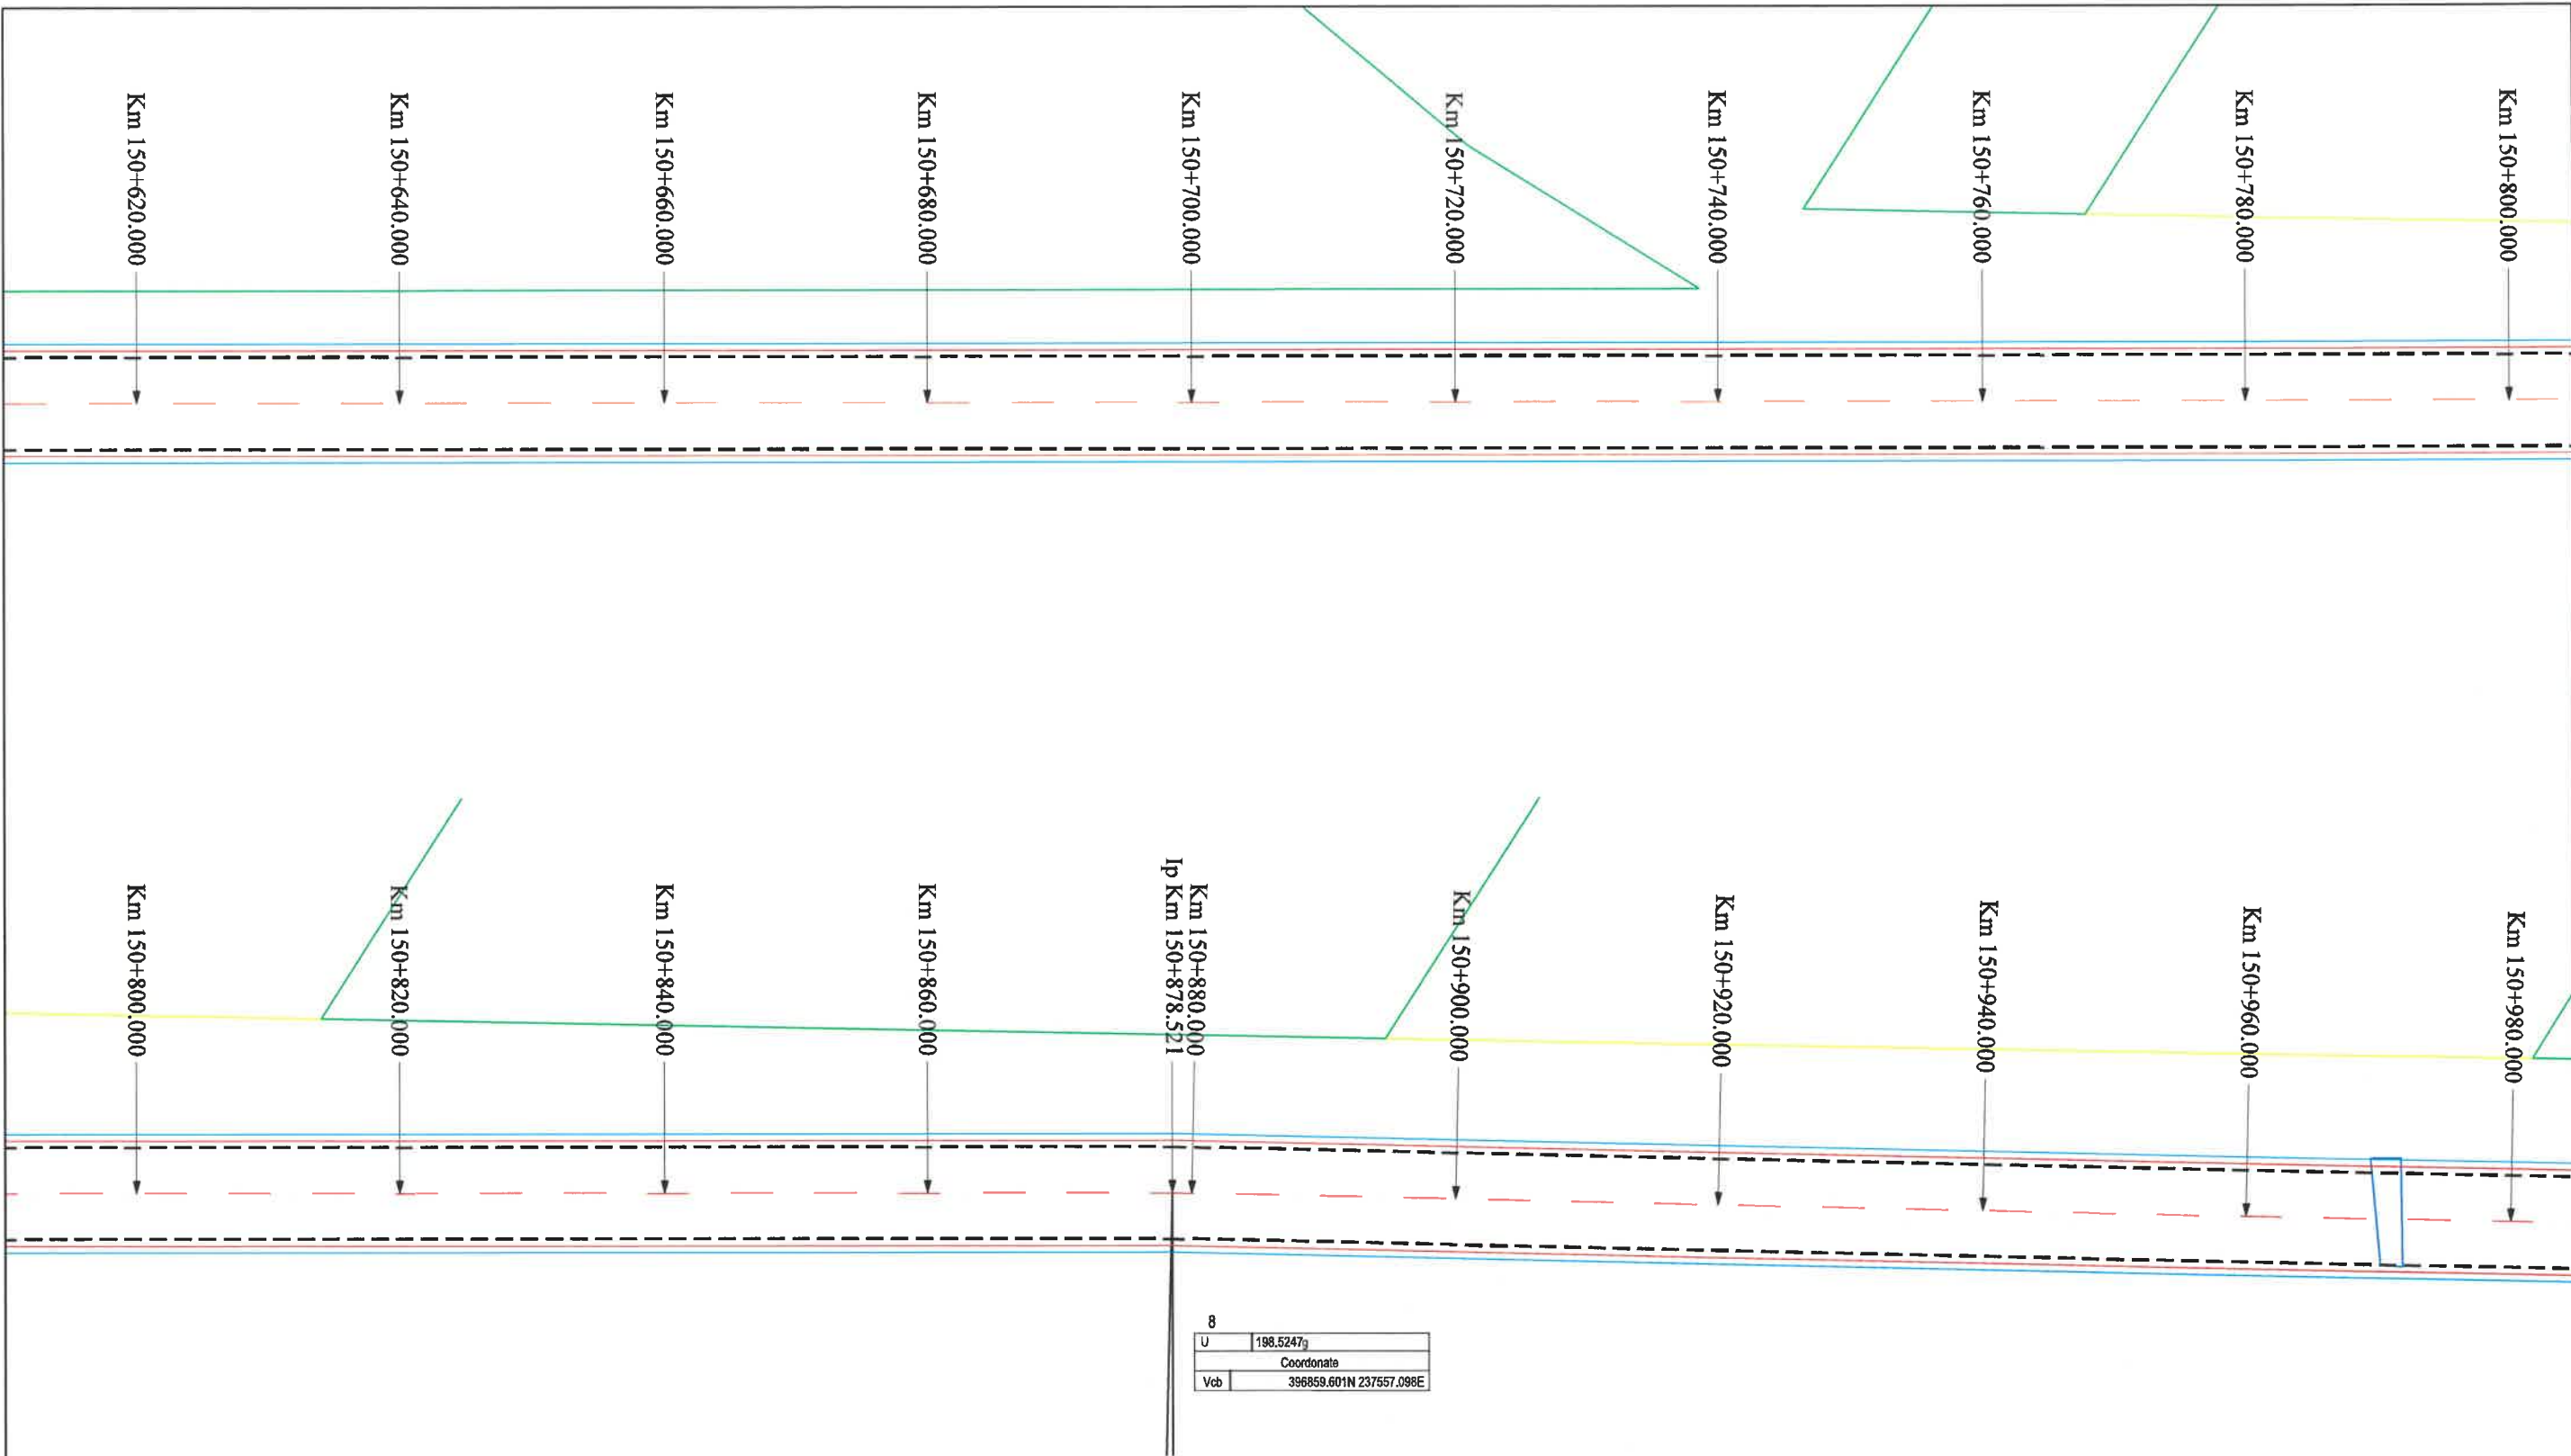 Km 150+620.000
Km 150+640.000
Km 150+660.000
Km 150+680.000
Km 150+700.000
Km 150+720.000
Km 150+740.000
Km 150+760.000
Km 150+780.000
Km 150+800.000
Km 150+800.000
Km 150+820.000
Km 150+840.000
Km 150+860.000
Ip Km 150+878.521
Km 150+880.000
Km 150+900.000
Km 150+920.000
Km 150+940.000
Km 150+960.000
Km 150+980.000
8
U 198.5247g
Coordonate
Vcb 396859.601N 237557.098E